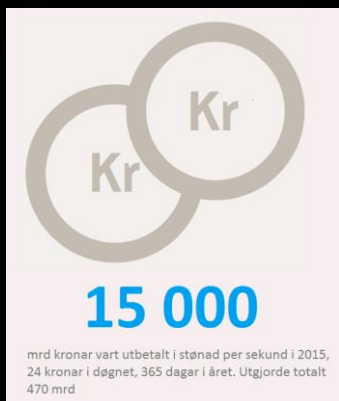 Kr
Kr
15 000
mrd kronar vart utbetalt i stønad per sekund i 2015,
24 kronar i døgnet, 365 dagar i året. Utgjorde totalt
470 mrd